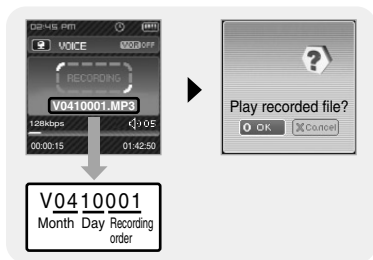 02:45 PM
VOICE VOR OFF
RECORDING
V0410001.MP3
128kbps 05
00:00:15 01:42:50
Play recorded file?
O OK X Cancel
V0410001
Month Day Recording
order